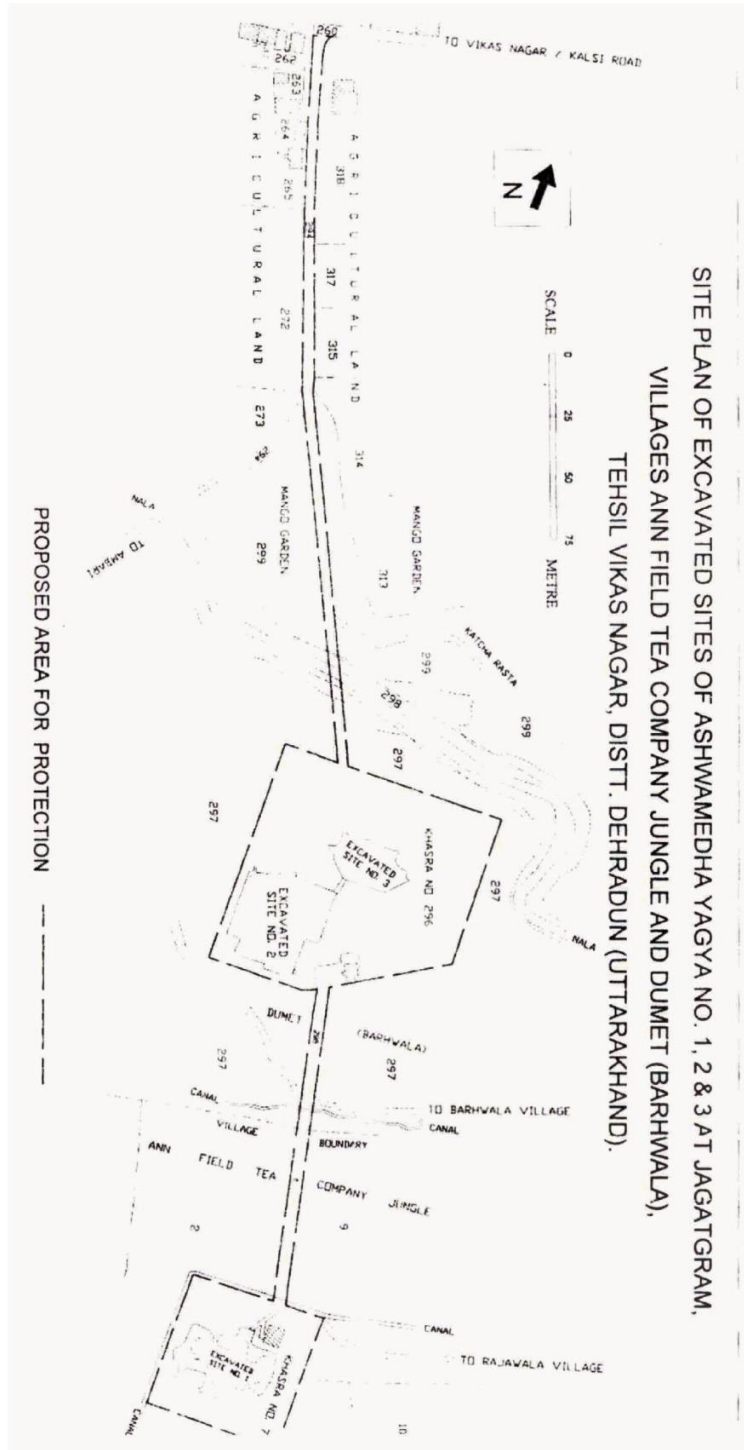 SITE PLAN OF EXCAVATED SITES OF ASHWAMEDHA YAGYA NO. 1, 2 & 3 AT JAGATGRAM,
VILLAGES ANN FIELD TEA COMPANY JUNGLE AND DUMET (BARHWALA),
TEHSIL VIKAS NAGAR, DISTT. DEHRADUN (UTTARAKHAND).
N
SCALE 0 25 50 75 METRE
TO VIKAS NAGAR / KALSI ROAD
260
262
263
264
265
AGRICULTURAL LAND
AGRICULTURAL LAND
318
317
315
272
273
314
MANGO GARDEN
MANGO GARDEN
313
299
NALA
TO AMBARI
KATCHA RASTA
299
299
298
297
297
297
NALA
KHASRA NO 296
EXCAVATED
SITE NO. 3
EXCAVATED
SITE NO. 2
DUMET (BARHWALA)
297
297
CANAL
TO BARHWALA VILLAGE
CANAL
VILLAGE BOUNDARY
ANN FIELD TEA COMPANY JUNGLE
2
9
CANAL
TO RAJAWALA VILLAGE
EXCAVATED
SITE NO. 1
KHASRA NO. 7
CANAL
10
PROPOSED AREA FOR PROTECTION